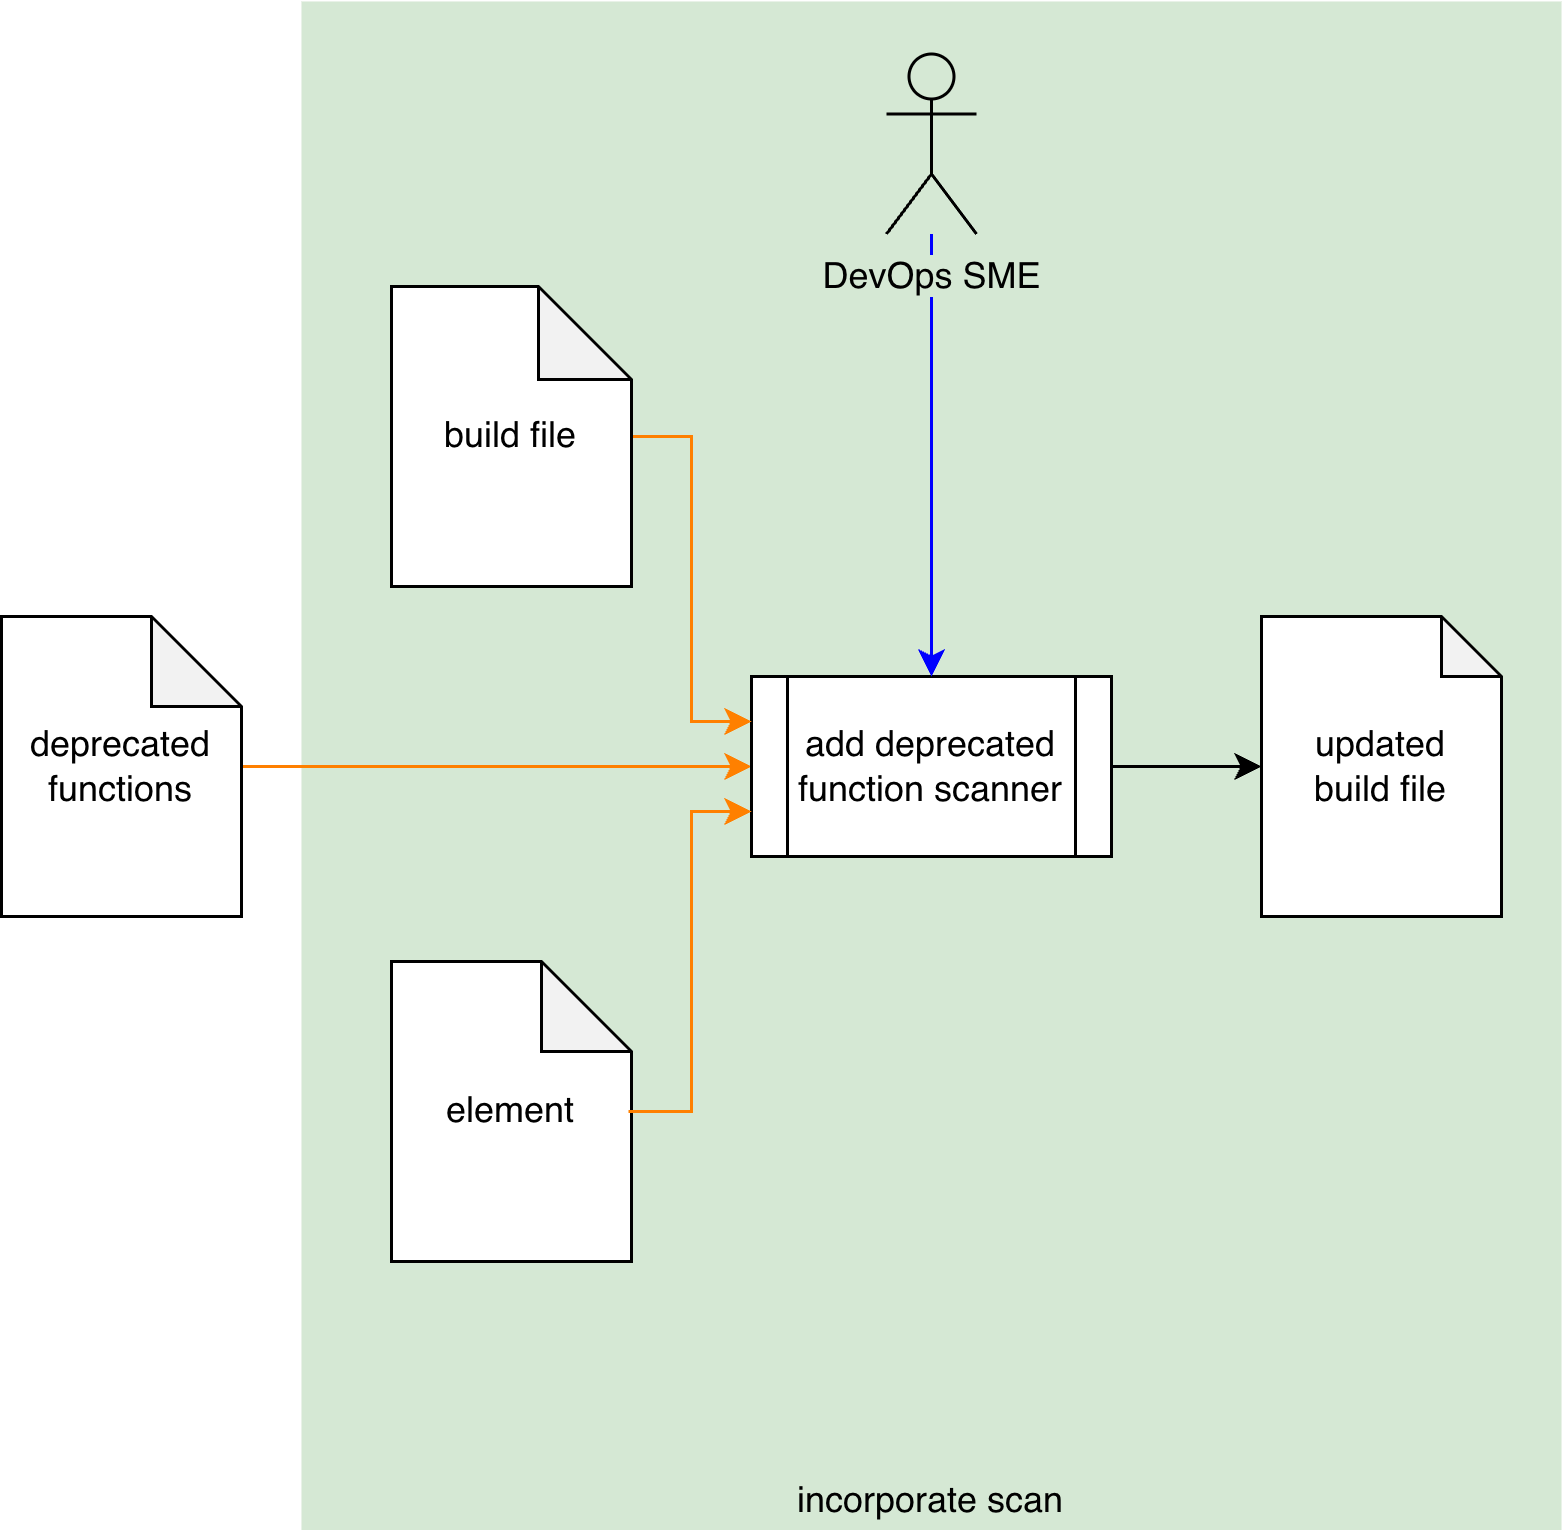 DevOps SME
build file
deprecated
functions
add deprecated
function scanner
updated
build file
element
incorporate scan